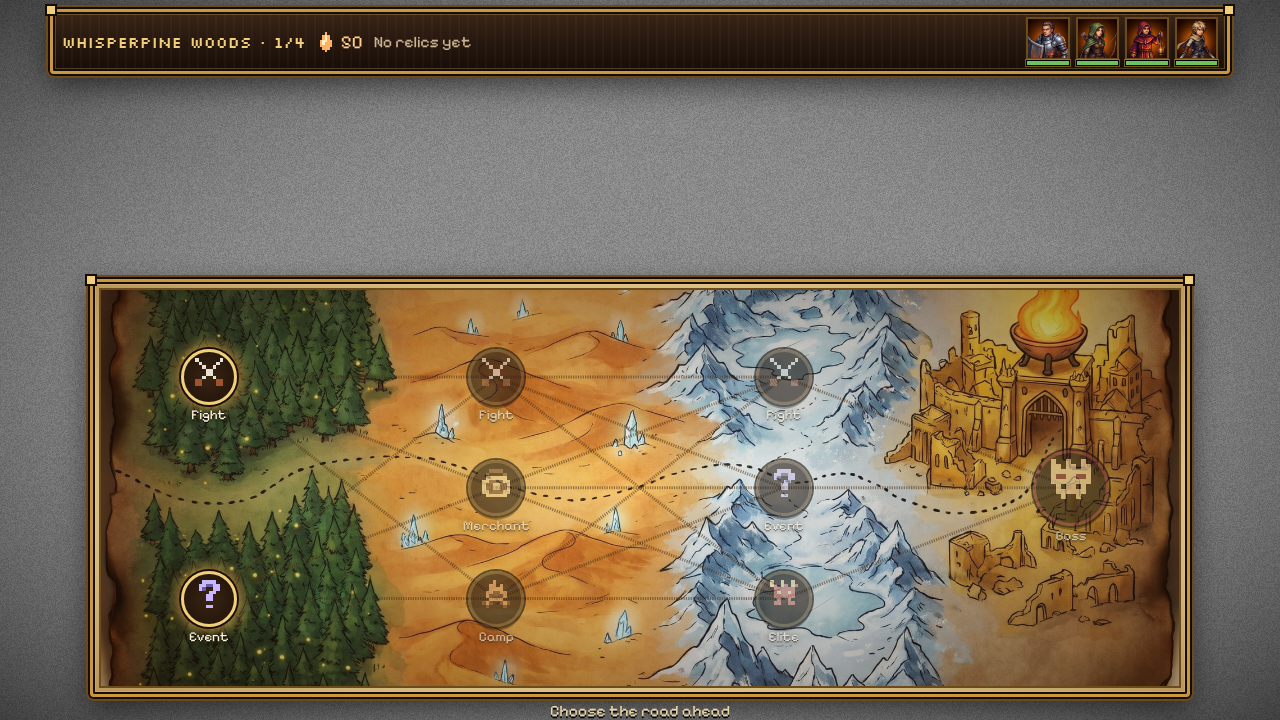 WHISPERPINE WOODS · 1/4 80 No relics yet
Fight Fight Fight
Merchant Event Boss
Event Camp Elite
Choose the road ahead